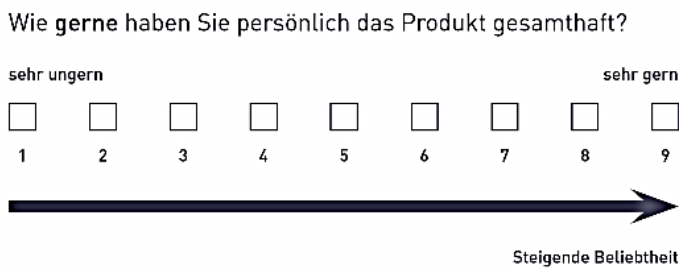 Wie gerne haben Sie persönlich das Produkt gesamthaft?
sehr ungern sehr gern
1 2 3 4 5 6 7 8 9
Steigende Beliebtheit